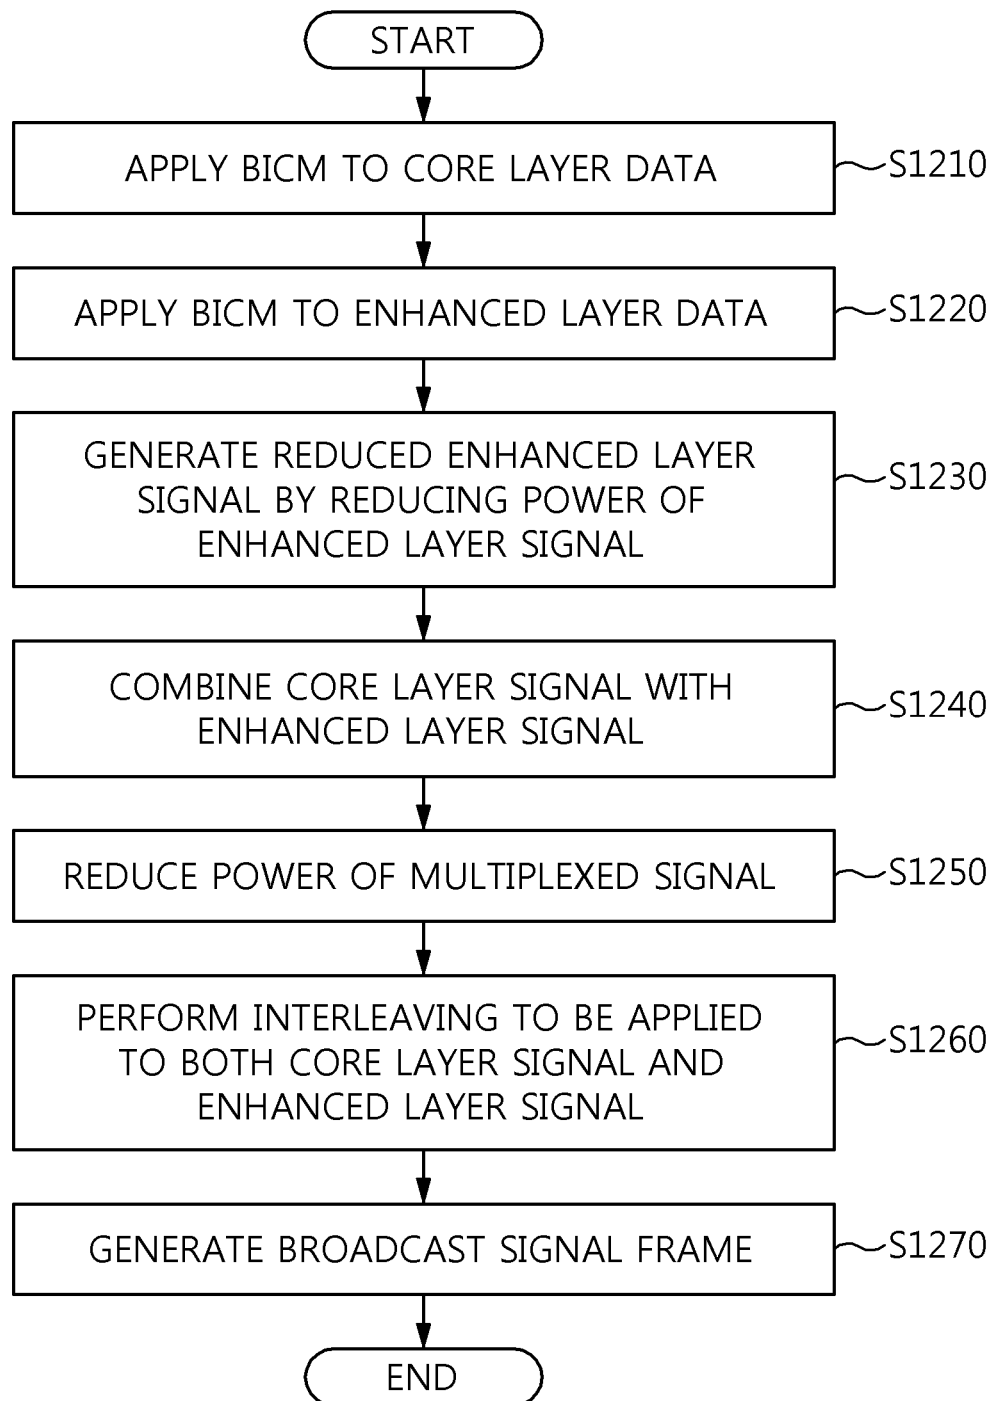 START
APPLY BICM TO CORE LAYER DATA
S1210
APPLY BICM TO ENHANCED LAYER DATA
S1220
GENERATE REDUCED ENHANCED LAYER
SIGNAL BY REDUCING POWER OF
ENHANCED LAYER SIGNAL
S1230
COMBINE CORE LAYER SIGNAL WITH
ENHANCED LAYER SIGNAL
S1240
REDUCE POWER OF MULTIPLEXED SIGNAL
S1250
PERFORM INTERLEAVING TO BE APPLIED
TO BOTH CORE LAYER SIGNAL AND
ENHANCED LAYER SIGNAL
S1260
GENERATE BROADCAST SIGNAL FRAME
S1270
END